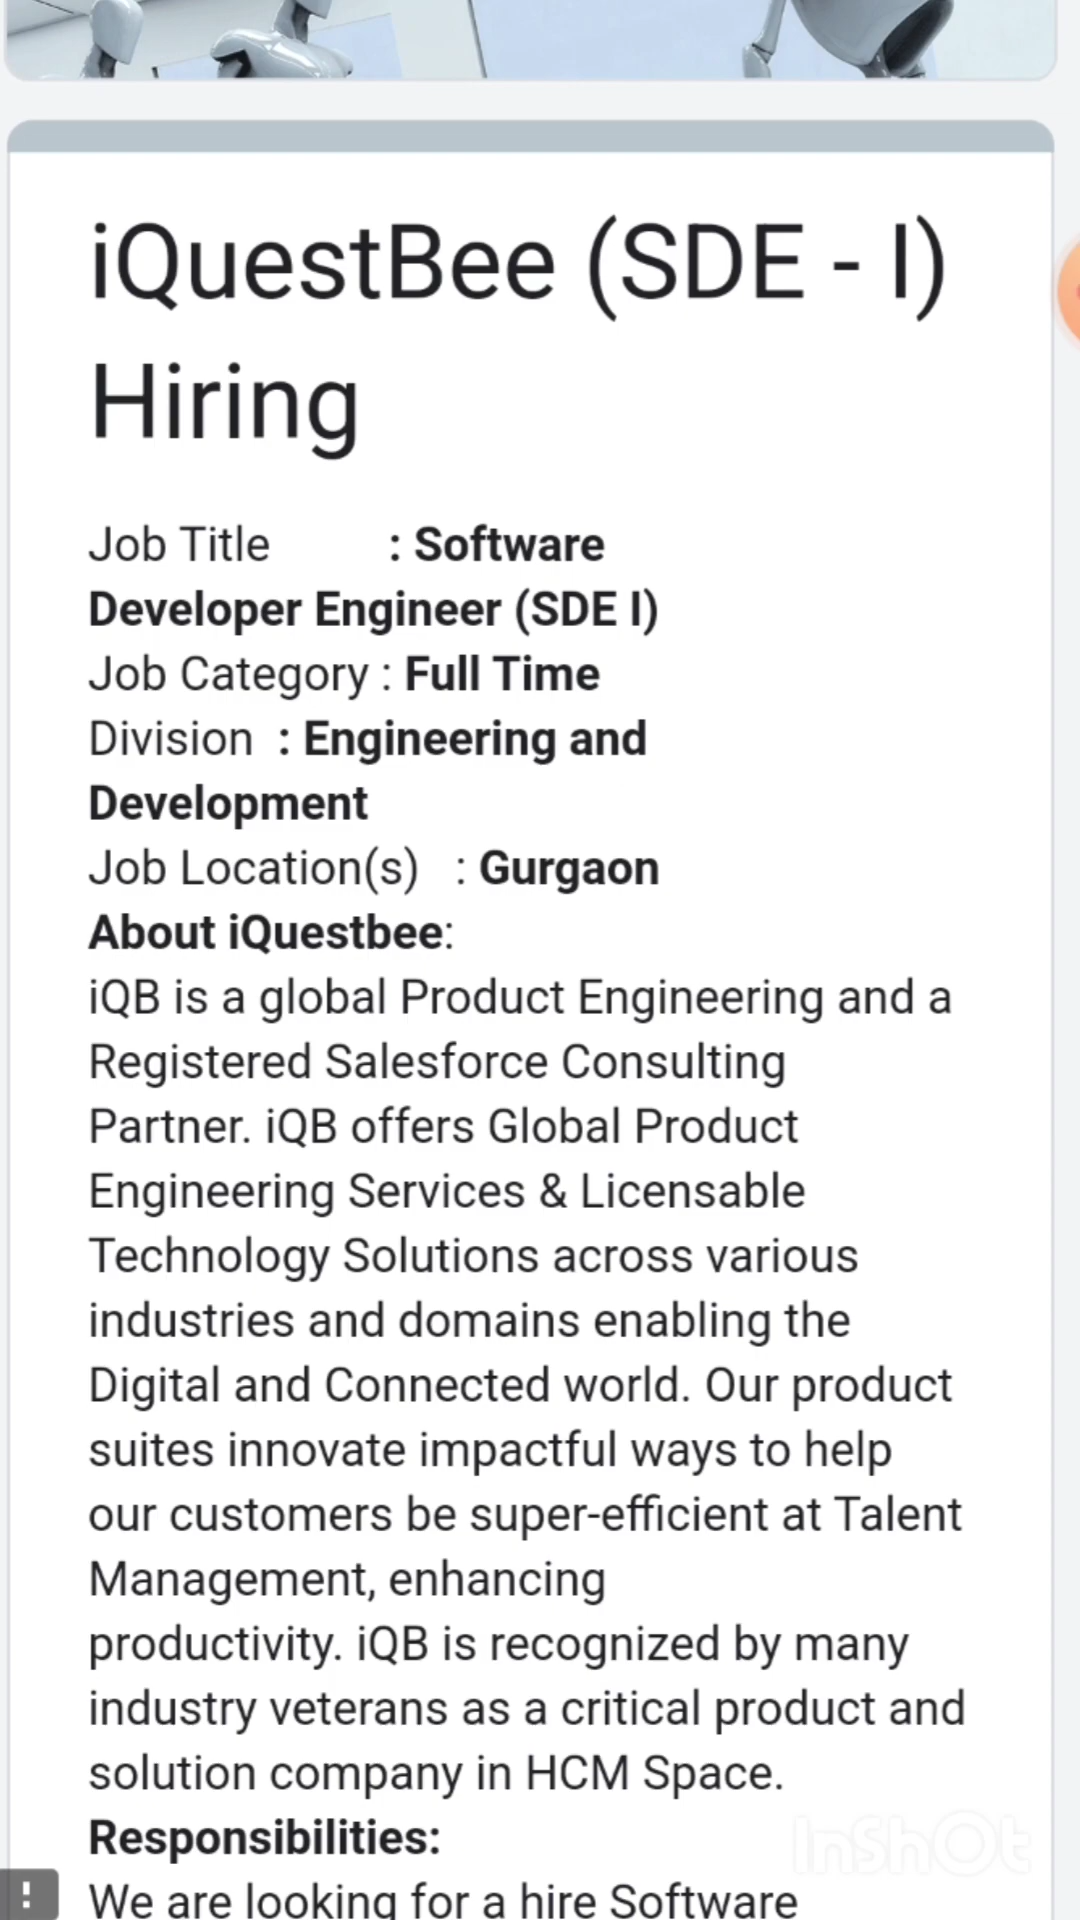 iQuestBee (SDE - I)
Hiring
Job Title : Software
Developer Engineer (SDE I)
Job Category : Full Time
Division : Engineering and
Development
Job Location(s) : Gurgaon
About iQuestbee:
iQB is a global Product Engineering and a
Registered Salesforce Consulting
Partner. iQB offers Global Product
Engineering Services & Licensable
Technology Solutions across various
industries and domains enabling the
Digital and Connected world. Our product
suites innovate impactful ways to help
our customers be super-efficient at Talent
Management, enhancing
productivity. iQB is recognized by many
industry veterans as a critical product and
solution company in HCM Space.
Responsibilities:
InShOt
!
We are looking for a hire Software